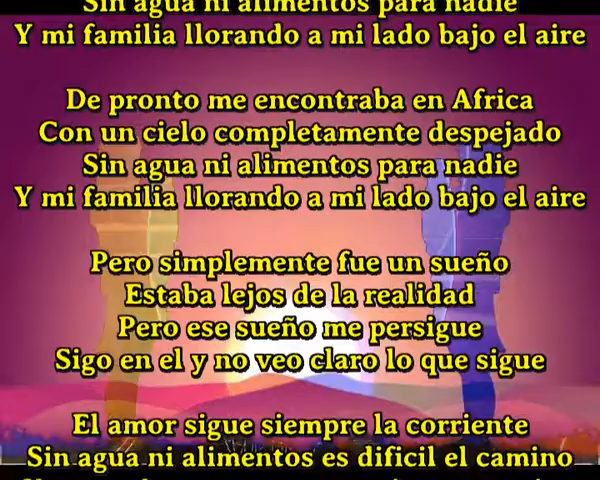 Sin agua ni alimentos para nadie
Y mi familia llorando a mi lado bajo el aire
De pronto me encontraba en Africa
Con un cielo completamente despejado
Sin agua ni alimentos para nadie
Y mi familia llorando a mi lado bajo el aire
Pero simplemente fue un sueño
Estaba lejos de la realidad
Pero ese sueño me persigue
Sigo en el y no veo claro lo que sigue
El amor sigue siempre la corriente
Sin agua ni alimentos es dificil el camino